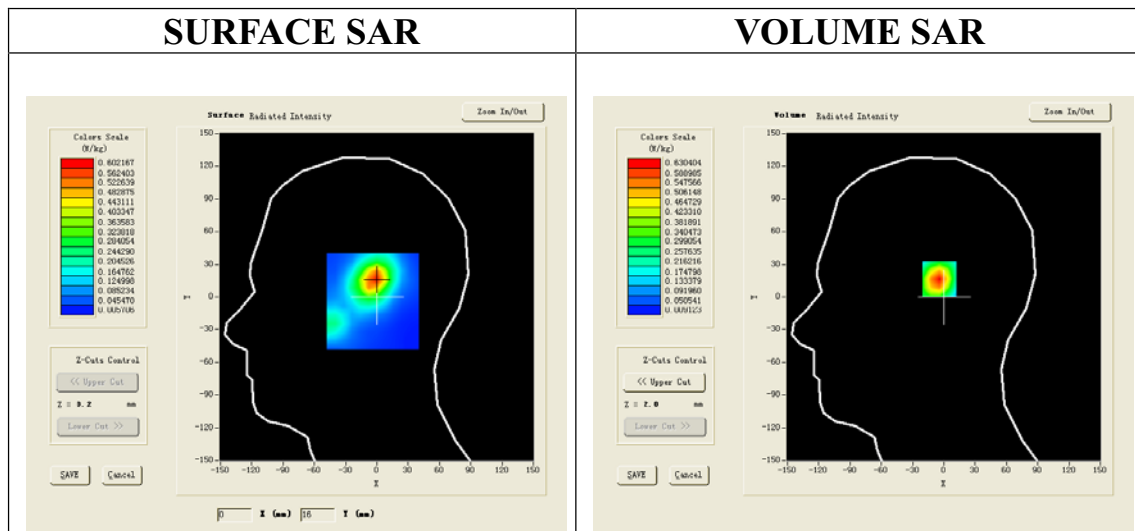 SURFACE SAR
VOLUME SAR
Surface Radiated Intensity
Zoom In/Out
Colors Scale
(W/kg)
0.602167
0.562403
0.522639
0.482875
0.443111
0.403347
0.363583
0.323818
0.284054
0.244290
0.204526
0.164762
0.124998
0.085234
0.045470
0.005706
150
120
90
60
30
0
-30
-60
-90
-120
-150
Y
-150 -120 -90 -60 -30 0 30 60 90 120 150
X
Z-Cuts Control
<< Upper Cut
Lower Cut >>
SAVE
Cancel
0 X (mm) 16 Y (mm)
Volume Radiated Intensity
Zoom In/Out
Colors Scale
(W/kg)
0.630404
0.588985
0.547566
0.506148
0.464729
0.423310
0.381891
0.340473
0.299054
0.257635
0.216216
0.174798
0.133379
0.091960
0.050541
0.009123
150
120
90
60
30
0
-30
-60
-90
-120
-150
Y
-150 -120 -90 -60 -30 0 30 60 90 120 150
X
Z-Cuts Control
<< Upper Cut
Z = 2.0 mm
Lower Cut >>
SAVE
Cancel